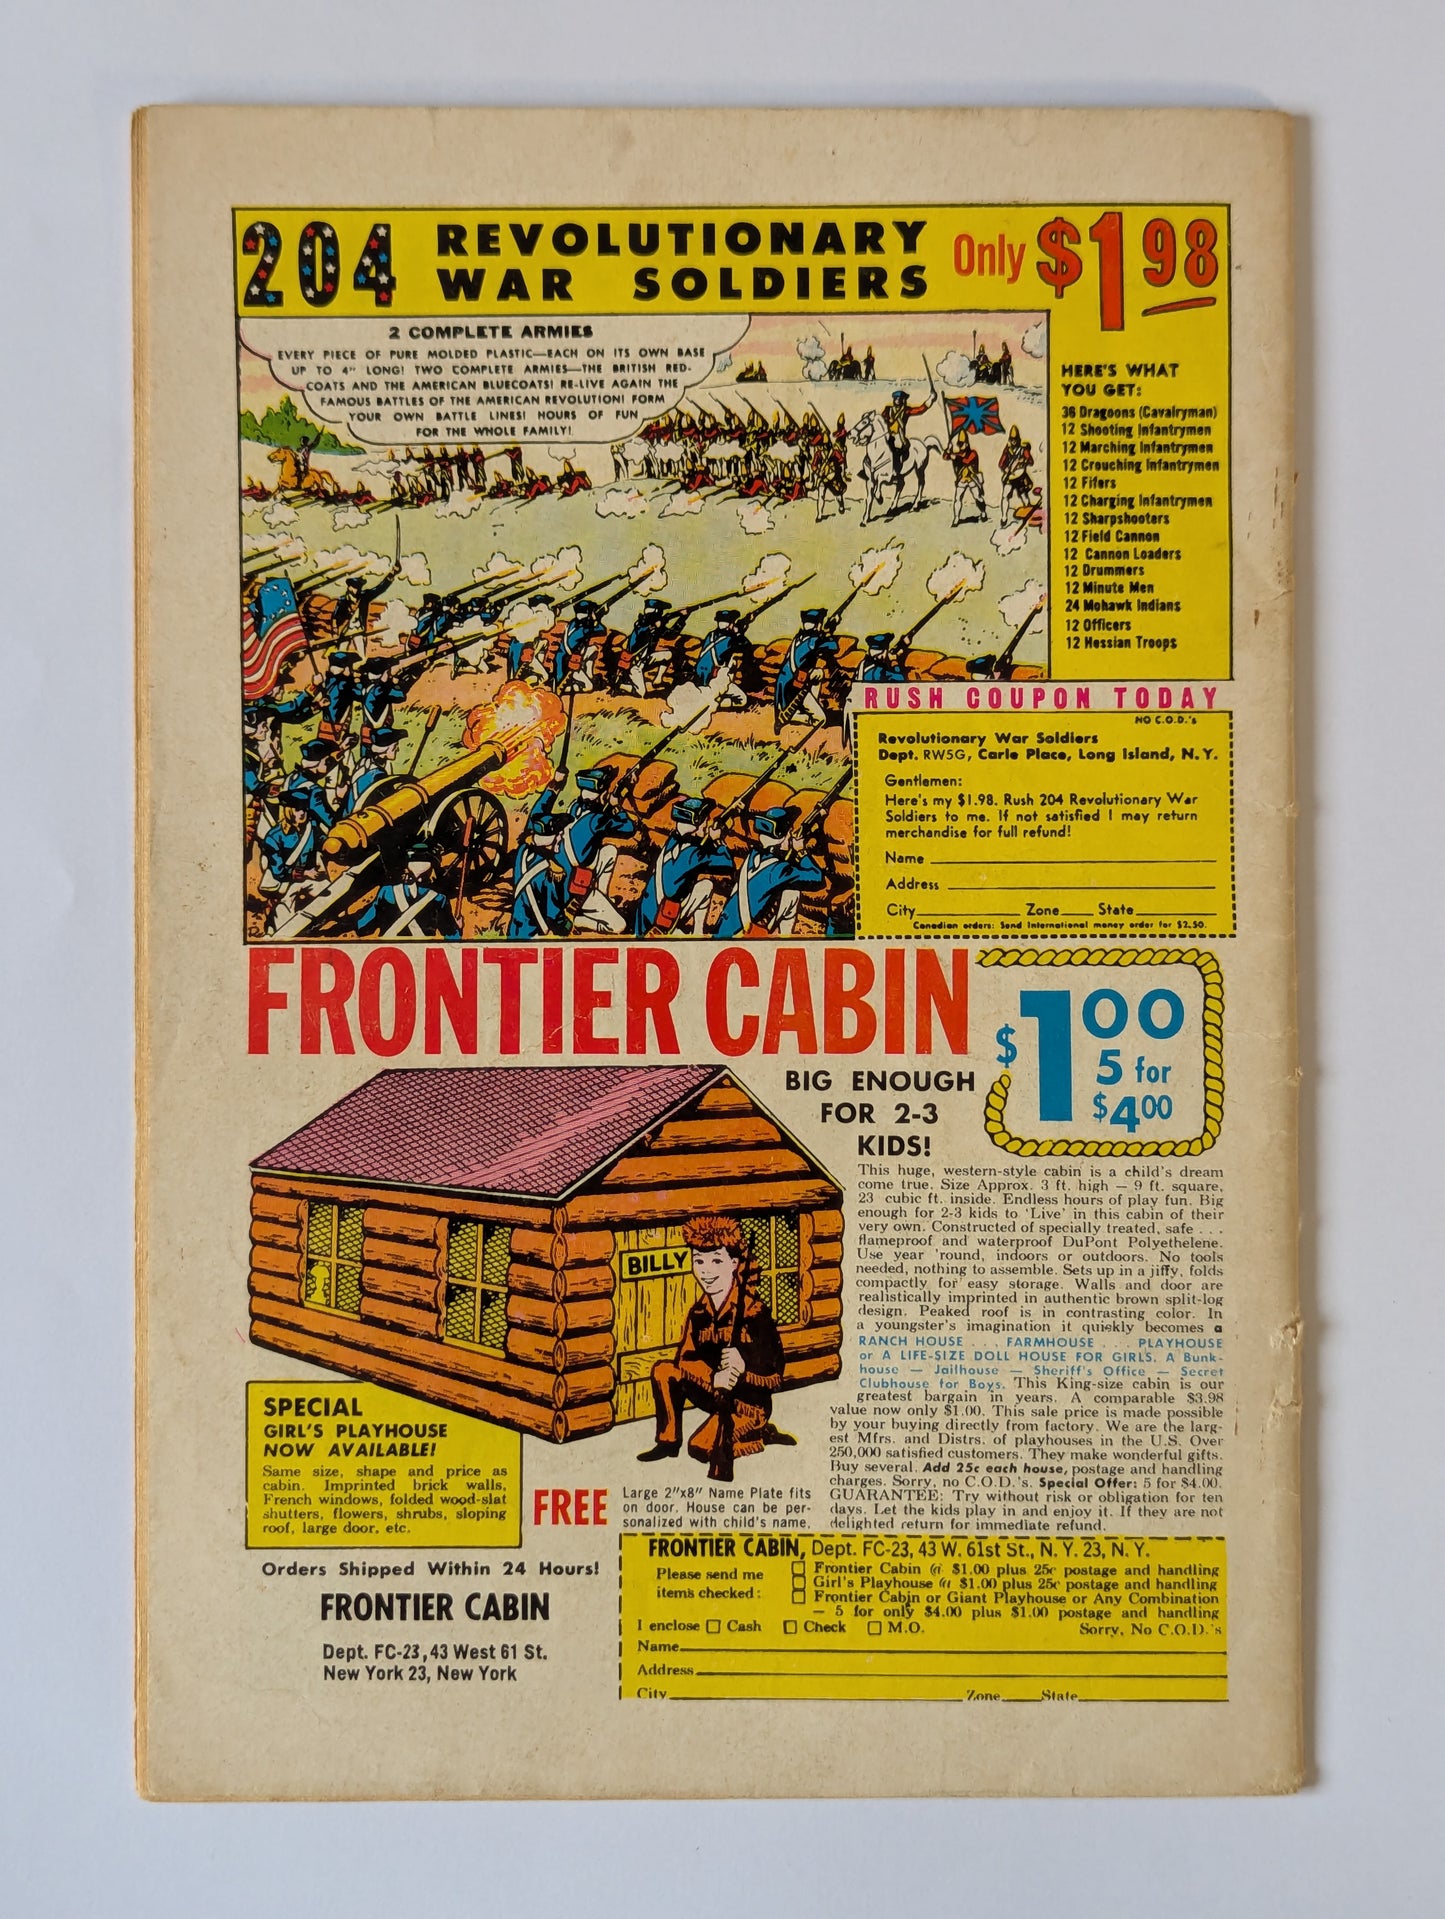 204 REVOLUTIONARY
WAR SOLDIERS
Only $1.98
2 COMPLETE ARMIES
EVERY PIECE OF PURE MOLDED PLASTIC—EACH ON ITS OWN BASE
UP TO 4" LONG! TWO COMPLETE ARMIES—THE BRITISH RED-
COATS AND THE AMERICAN BLUECOATS! RE-LIVE AGAIN THE
FAMOUS BATTLES OF THE AMERICAN REVOLUTION! FORM
YOUR OWN BATTLE LINES! HOURS OF FUN
FOR THE WHOLE FAMILY!
HERE'S WHAT
YOU GET:
36 Dragoons (Cavalryman)
12 Shooting Infantrymen
12 Marching Infantrymen
12 Crouching Infantrymen
12 Fifers
12 Charging Infantrymen
12 Sharpshooters
12 Field Cannon
12 Cannon Loaders
12 Drummers
12 Minute Men
24 Mohawk Indians
12 Officers
12 Hessian Troops
RUSH COUPON TODAY
NO C.O.D.'s
Revolutionary War Soldiers
Dept. RW5G, Carle Place, Long Island, N.Y.
Gentlemen:
Here's my $1.98. Rush 204 Revolutionary War
Soldiers to me. If not satisfied I may return
merchandise for full refund!
Name
Address
City Zone State
Canadian orders: Send International money order for $2.50.
FRONTIER CABIN
$1.00
5 for
$4.00
BIG ENOUGH
FOR 2-3
KIDS!
BILLY
This huge, western-style cabin is a child's dream
come true. Size Approx. 3 ft. high — 9 ft. square,
23 cubic ft. inside. Endless hours of play fun. Big
enough for 2-3 kids to 'Live' in this cabin of their
very own. Constructed of specially treated, safe . .
flameproof and waterproof DuPont Polyethelene.
Use year 'round, indoors or outdoors. No tools
needed, nothing to assemble. Sets up in a jiffy, folds
compactly for easy storage. Walls and door are
realistically imprinted in authentic brown split-log
design. Peaked roof is in contrasting color. In
a youngster's imagination it quickly becomes a
RANCH HOUSE . . . FARMHOUSE . . . PLAYHOUSE
or A LIFE-SIZE DOLL HOUSE FOR GIRLS. A Bunk-
house — Jailhouse — Sheriff's Office — Secret
Clubhouse for Boys. This King-size cabin is our
greatest bargain in years. A comparable $3.98
value now only $1.00. This sale price is made possible
by your buying directly from factory. We are the larg-
est Mfrs. and Distrs. of playhouses in the U.S. Over
250,000 satisfied customers. They make wonderful gifts.
Buy several. Add 25c each house, postage and handling
charges. Sorry, no C.O.D.'s. Special Offer: 5 for $4.00.
GUARANTEE: Try without risk or obligation for ten
days. Let the kids play in and enjoy it. If they are not
delighted return for immediate refund.
SPECIAL
GIRL'S PLAYHOUSE
NOW AVAILABLE!
Same size, shape and price as
cabin. Imprinted brick walls,
French windows, folded wood-slat
shutters, flowers, shrubs, sloping
roof, large door, etc.
FREE
Large 2"x8" Name Plate fits
on door. House can be per-
sonalized with child's name.
Orders Shipped Within 24 Hours!
FRONTIER CABIN
Dept. FC-23, 43 West 61 St.
New York 23, New York
FRONTIER CABIN, Dept. FC-23, 43 W. 61st St., N. Y. 23, N. Y.
Please send me
items checked:
☐ Frontier Cabin @ $1.00 plus 25c postage and handling
☐ Girl's Playhouse @ $1.00 plus 25c postage and handling
☐ Frontier Cabin or Giant Playhouse or Any Combination
— 5 for only $4.00 plus $1.00 postage and handling
I enclose ☐ Cash ☐ Check ☐ M.O. Sorry, No C.O.D.'s
Name
Address
City Zone State